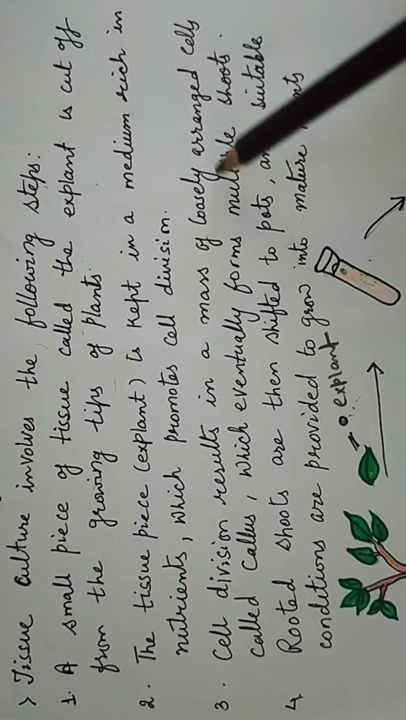 > Tissue culture involves the following steps:
1. A small piece of tissue called the explant is cut off
from the growing tips of plants.
2. The tissue piece (explant) is kept in a medium rich in
nutrients, which promotes cell division.
3. Cell division results in a mass of loosely arranged cells
called callus, which eventually forms shoots.
4. Rooted shoots are then shifted to pots, suitable
conditions are provided to grow into mature
explant